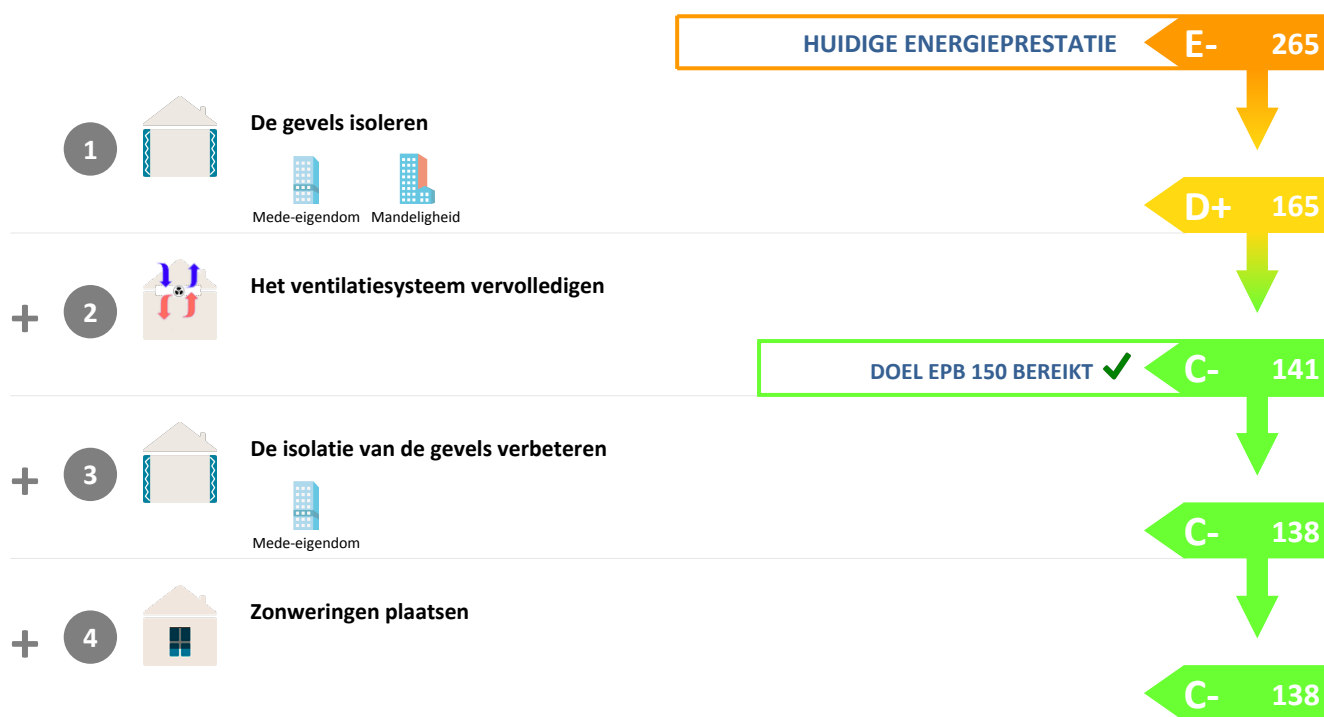 HUIDIGE ENERGIEPRESTATIE E- 265
1 De gevels isoleren
Mede-eigendom Mandeligheid
D+ 165
+ 2 Het ventilatiesysteem vervolledigen
DOEL EPB 150 BEREIKT ✓ C- 141
+ 3 De isolatie van de gevels verbeteren
Mede-eigendom
C- 138
+ 4 Zonweringen plaatsen
C- 138